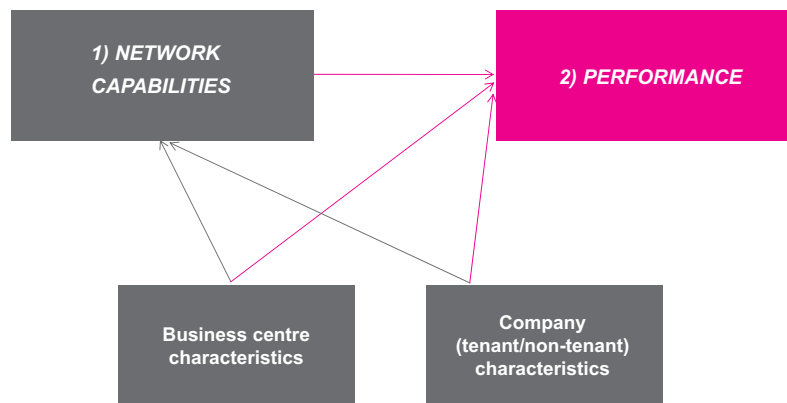 1) NETWORK
CAPABILITIES
2) PERFORMANCE
Business centre
characteristics
Company
(tenant/non-tenant)
characteristics